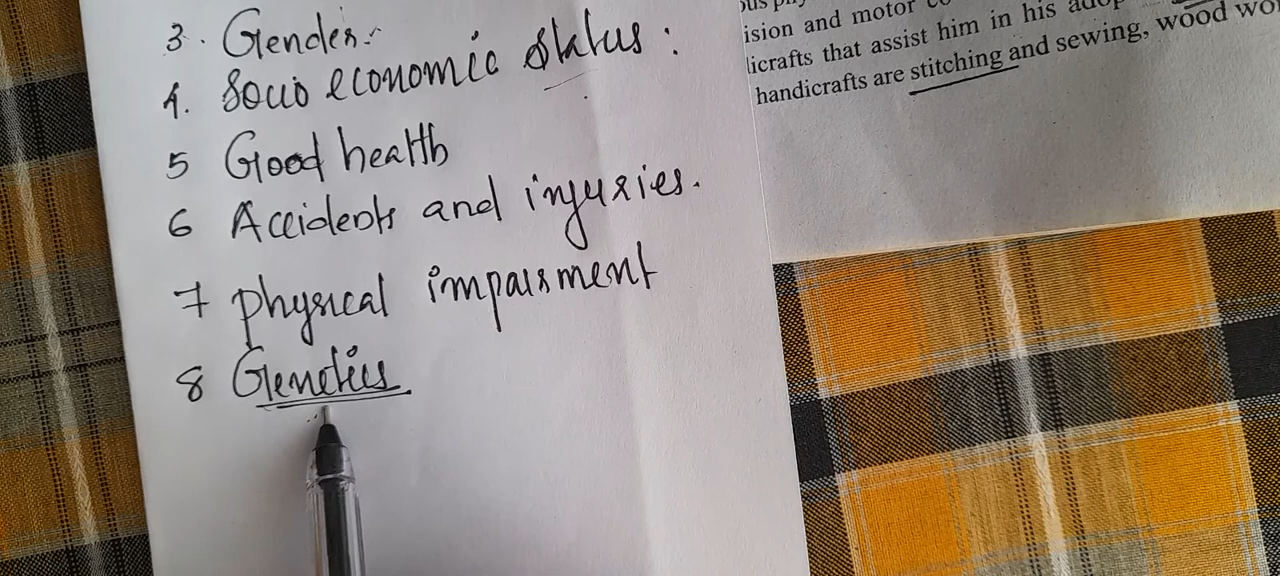 3. Gender:
4. Socio economic status :
5 Good health
6 Accidents and injuries.
7 physical impairment
8 Genetics.
ision and motor
licrafts that assist him in his
handicrafts are stitching and sewing, wood